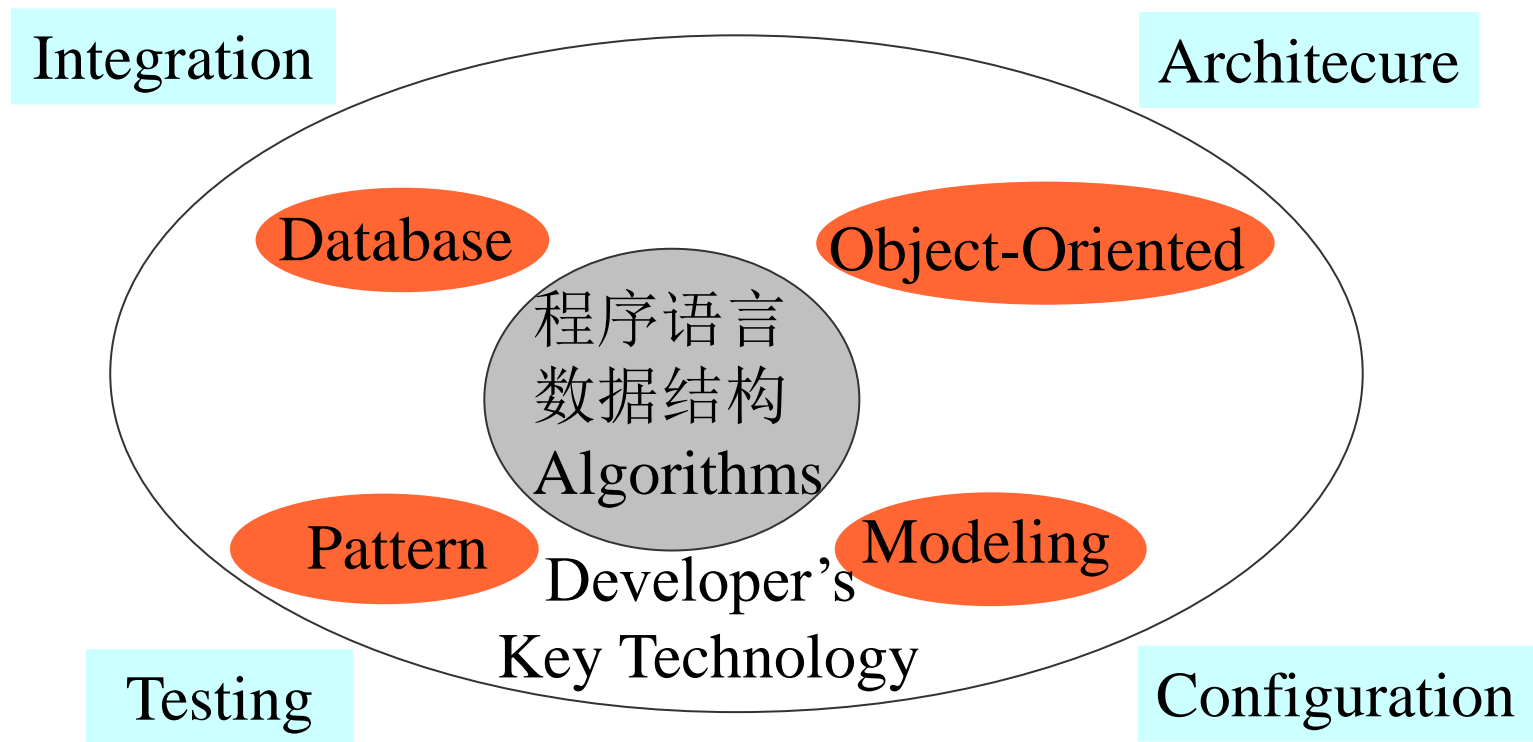 Integration
Architecure
Database
Object-Oriented
程序语言
数据结构
Algorithms
Pattern
Modeling
Developer’s
Key Technology
Testing
Configuration